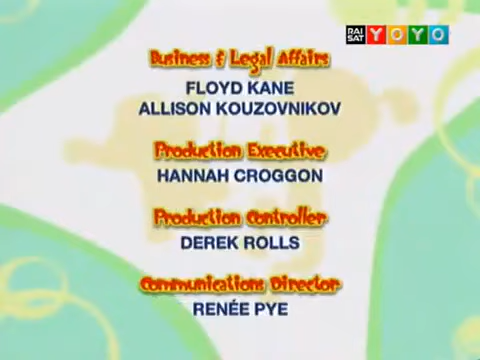 RAI SAT YOYO
Business & Legal Affairs
FLOYD KANE
ALLISON KOUZOVNIKOV
Production Executive
HANNAH CROGGON
Production Controller
DEREK ROLLS
Communications Director
RENÉE PYE